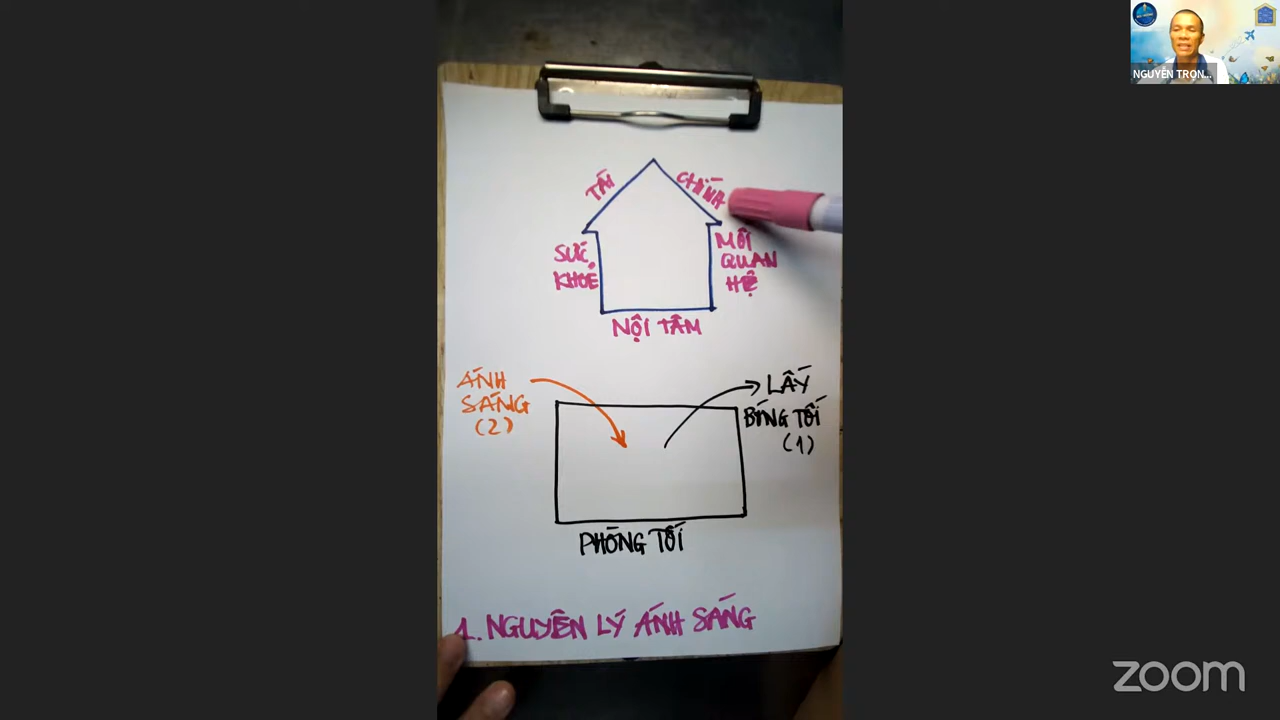 NGUYỄN TRỌN...
TÀI CHÍNH
SỨC
KHOẺ
MỐI
QUAN
HỆ
NỘI TÂM
ÁNH
SÁNG
(2)
LẤY
BÓNG TỐI
(1)
PHÒNG TỐI
1. NGUYÊN LÝ ÁNH SÁNG
zoom